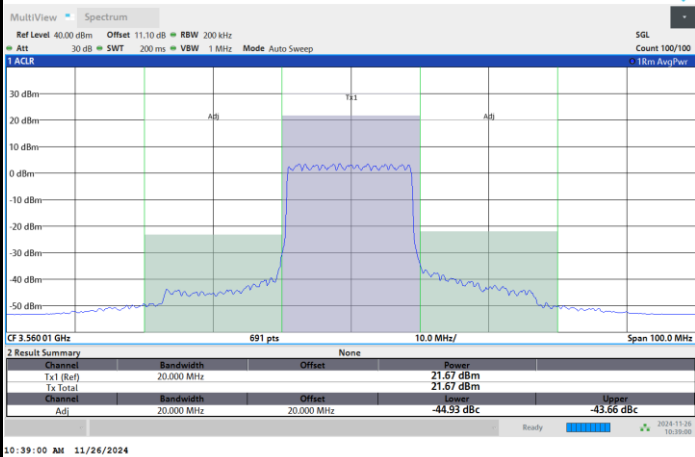 MultiView Spectrum
Ref Level 40.00 dBm Offset 11.10 dB RBW 200 kHz SGL
Att 30 dB SWT 200 ms VBW 1 MHz Mode Auto Sweep Count 100/100
1 ACLR 1Rm AvgPwr
30 dBm
Tx1
20 dBm Adj Adj
10 dBm
0 dBm
-10 dBm
-20 dBm
-30 dBm
-40 dBm
-50 dBm
CF 3.56001 GHz 691 pts 10.0 MHz/ Span 100.0 MHz
2 Result Summary None
Channel Bandwidth Offset Power
Tx1 (Ref) 20.000 MHz 21.67 dBm
Tx Total 21.67 dBm
Channel Bandwidth Offset Lower Upper
Adj 20.000 MHz 20.000 MHz -44.93 dBc -43.66 dBc
Ready 2024-11-26
10:39:00
10:39:00 AM 11/26/2024